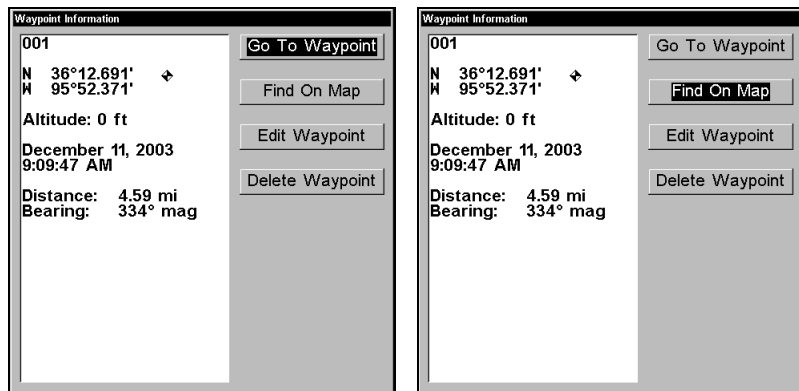 Waypoint Information
001
N 36°12.691'
W 95°52.371'
Altitude: 0 ft
December 11, 2003
9:09:47 AM
Distance: 4.59 mi
Bearing: 334° mag
Go To Waypoint
Find On Map
Edit Waypoint
Delete Waypoint
Waypoint Information
001
N 36°12.691'
W 95°52.371'
Altitude: 0 ft
December 11, 2003
9:09:47 AM
Distance: 4.59 mi
Bearing: 334° mag
Go To Waypoint
Find On Map
Edit Waypoint
Delete Waypoint